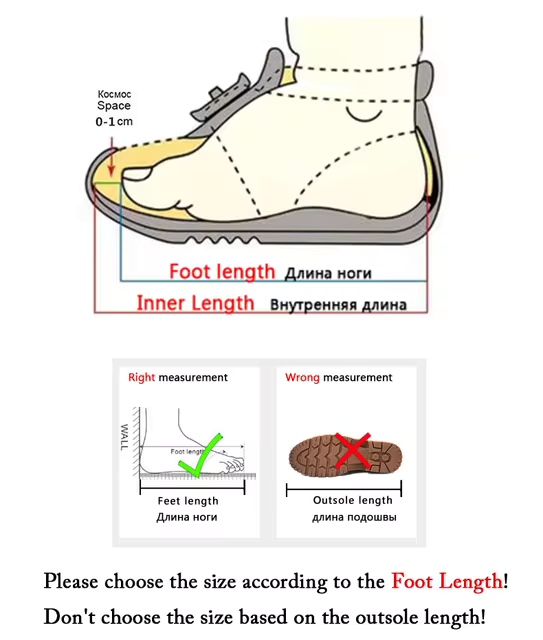 Космос
Space
0-1cm
Foot length Длина ноги
Inner Length Внутренняя длина
Right measurement
WALL
Foot length
Feet length
Длина ноги
Wrong measurement
Outsole length
длина подошвы
Please choose the size according to the Foot Length!
Don't choose the size based on the outsole length!